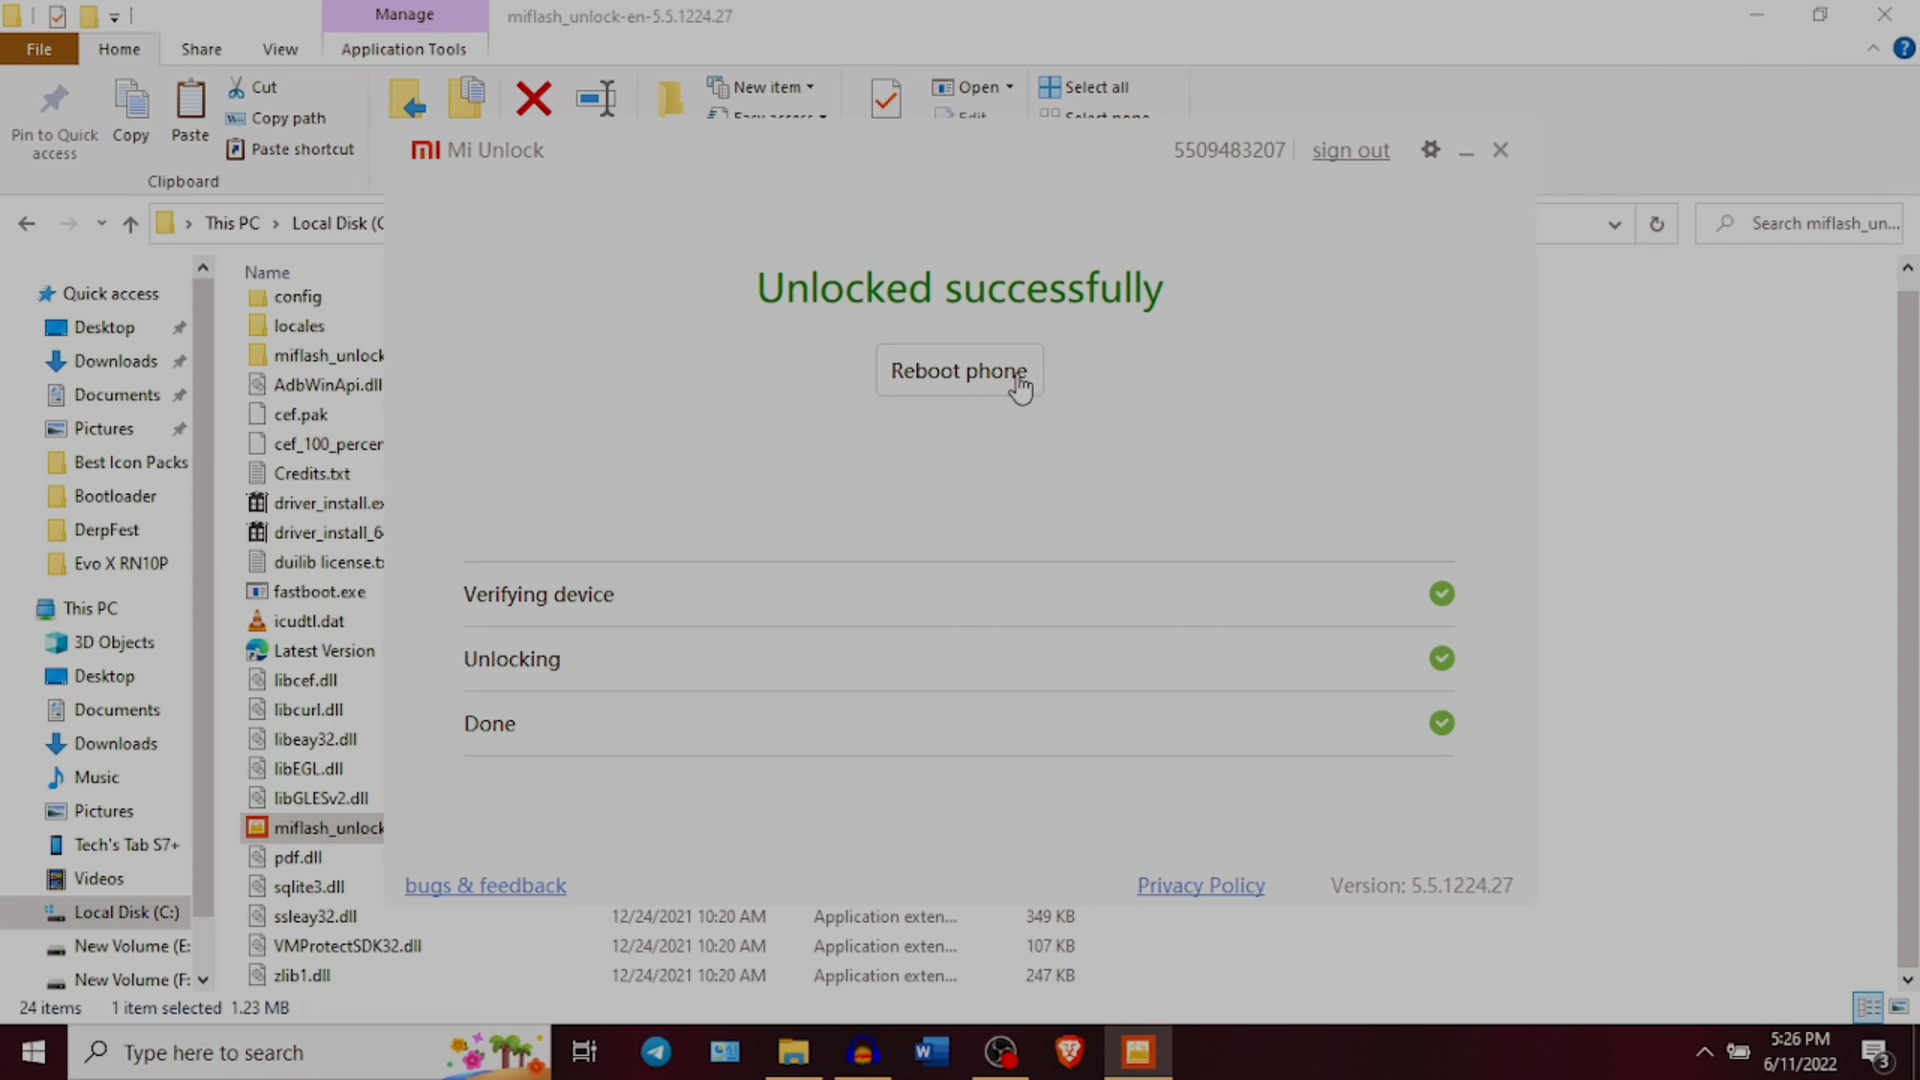 Manage
miflash_unlock-en-5.5.1224.27
File
Home
Share
View
Application Tools
Pin to Quick access
Copy
Paste
Cut
Copy path
Paste shortcut
Clipboard
New item
Easy access
Open
Edit
Select all
Select none
Mi Unlock
5509483207
sign out
This PC
Local Disk (C
Search miflash_un...
Unlocked successfully
Reboot phone
Verifying device
Unlocking
Done
bugs & feedback
Privacy Policy
Version: 5.5.1224.27
Quick access
Desktop
Downloads
Documents
Pictures
Best Icon Packs
Bootloader
DerpFest
Evo X RN10P
This PC
3D Objects
Desktop
Documents
Downloads
Music
Pictures
Tech's Tab S7+
Videos
Local Disk (C:)
New Volume (E:
New Volume (F:
Name
config
locales
miflash_unlock
AdbWinApi.dll
cef.pak
cef_100_percen
Credits.txt
driver_install.ex
driver_install_6
duilib license.tx
fastboot.exe
icudtl.dat
Latest Version
libcef.dll
libcurl.dll
libeay32.dll
libEGL.dll
libGLESv2.dll
miflash_unlock
pdf.dll
sqlite3.dll
ssleay32.dll 12/24/2021 10:20 AM Application exten... 349 KB
VMProtectSDK32.dll 12/24/2021 10:20 AM Application exten... 107 KB
zlib1.dll 12/24/2021 10:20 AM Application exten... 247 KB
24 items 1 item selected 1.23 MB
Type here to search
5:26 PM
6/11/2022
3